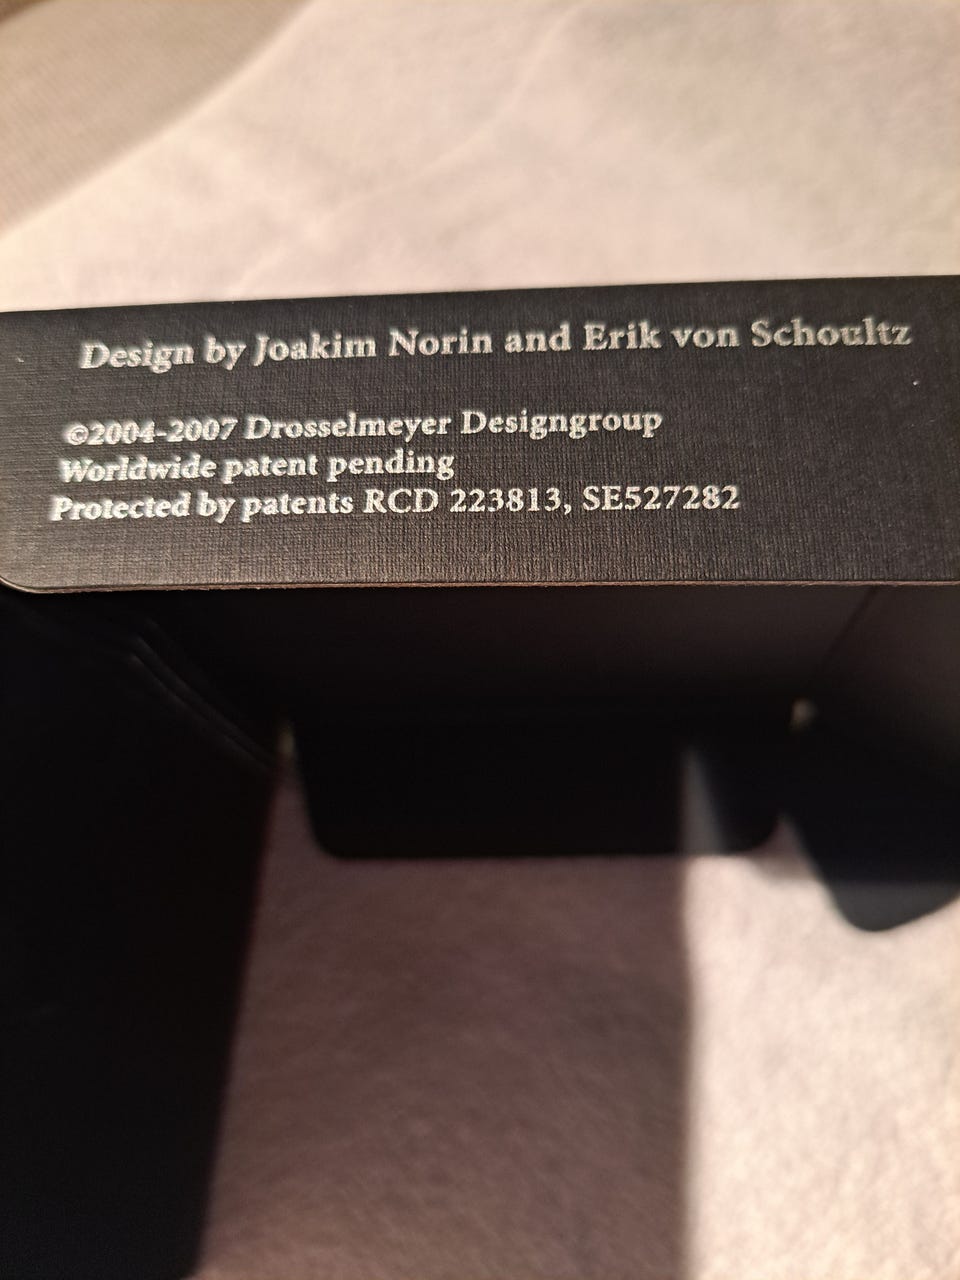 Design by Joakim Norin and Erik von Schoultz
©2004-2007 Drosselmeyer Designgroup
Worldwide patent pending
Protected by patents RCD 223813, SE527282